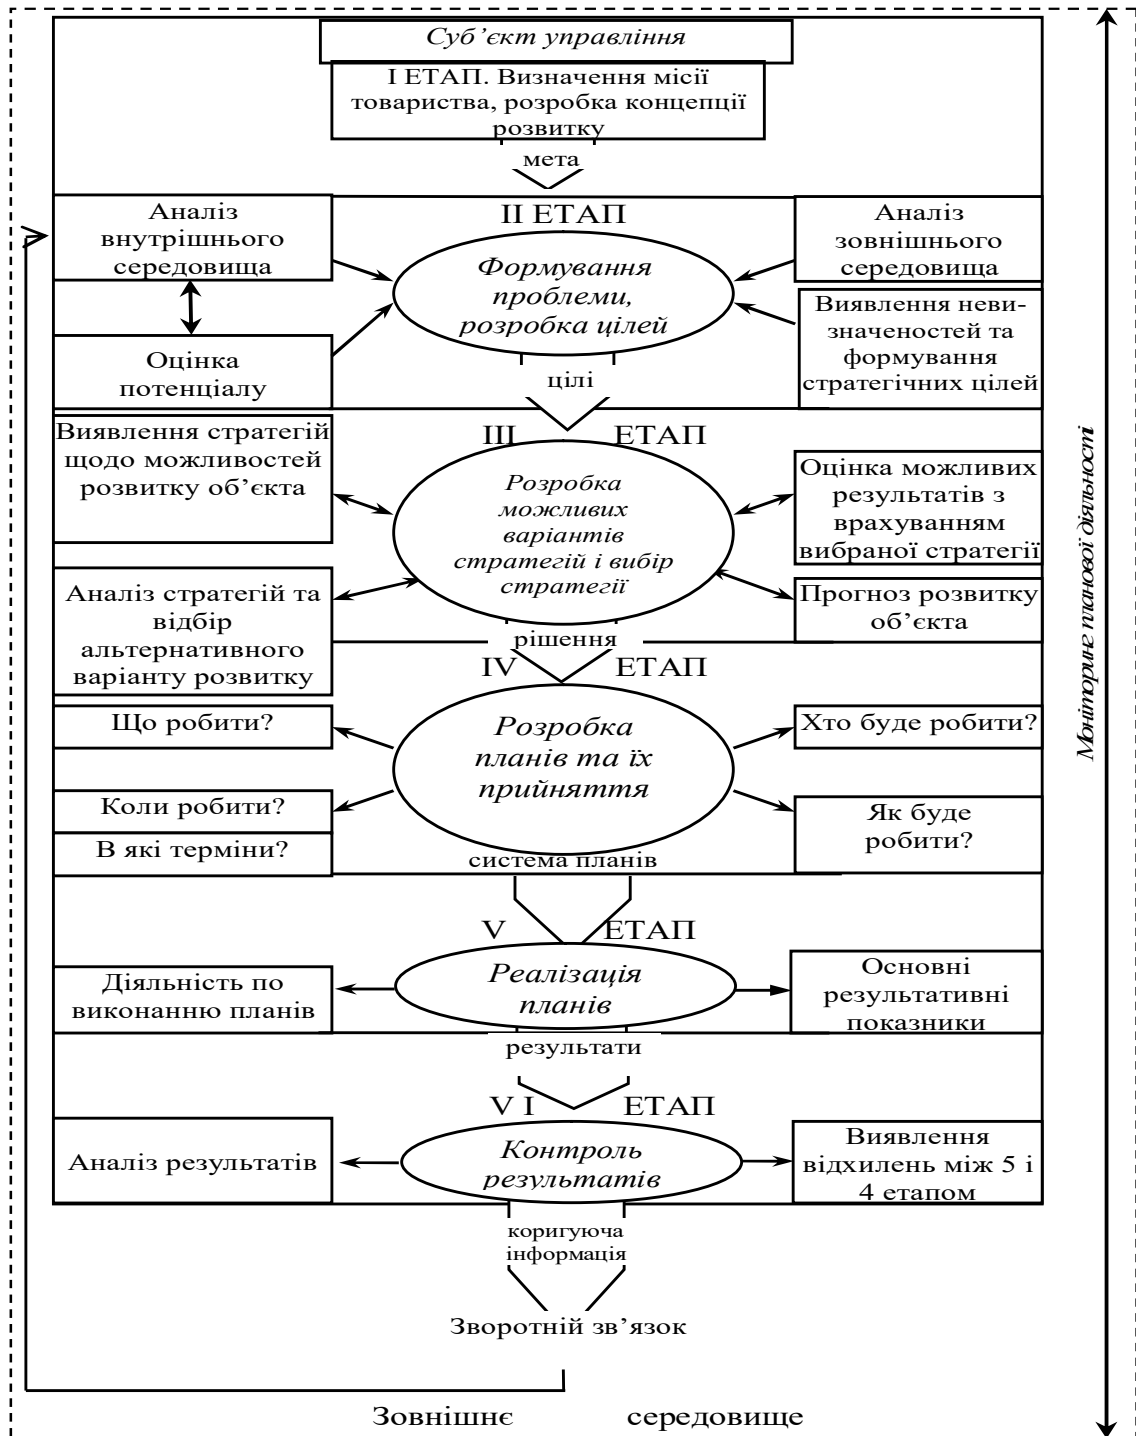 Суб’єкт управління
І ЕТАП. Визначення місії
товариства, розробка концепції
розвитку
мета
Аналіз
внутрішнього
середовища
ІІ ЕТАП
Аналіз
зовнішнього
середовища
Формування
проблеми,
розробка цілей
Оцінка
потенціалу
Виявлення неви-
значеностей та
формування
стратегічних цілей
цілі
Виявлення стратегій
щодо можливостей
розвитку об’єкта
ІІІ ЕТАП
Розробка
можливих
варіантів
стратегій і вибір
стратегії
Оцінка можливих
результатів з
врахуванням
вибраної стратегії
Аналіз стратегій та
відбір
альтернативного
варіанту розвитку
Прогноз розвитку
об’єкта
рішення
IV ЕТАП
Що робити?
Розробка
планів та їх
прийняття
Хто буде робити?
Коли робити?
В які терміни?
Як буде
робити?
система планів
V ЕТАП
Діяльність по
виконанню планів
Реалізація
планів
Основні
результативні
показники
результати
V І ЕТАП
Аналіз результатів
Контроль
результатів
Виявлення
відхилень між 5 і
4 етапом
коригуюча
інформація
Зворотній зв’язок
Зовнішнє середовище
Моніторинг планової діяльності